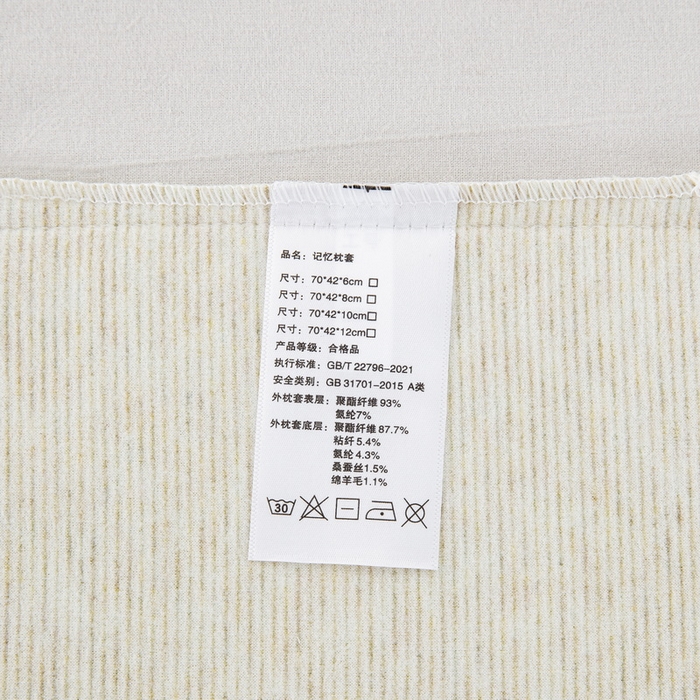 品名：记忆枕套
尺寸：70*42*6cm □
尺寸：70*42*8cm □
尺寸：70*42*10cm□
尺寸：70*42*12cm□
产品等级：合格品
执行标准：GB/T 22796-2021
安全类别：GB 31701-2015 A类
外枕套表层：聚酯纤维93%
氨纶7%
外枕套底层：聚酯纤维87.7%
粘纤5.4%
氨纶4.3%
桑蚕丝1.5%
绵羊毛1.1%
30